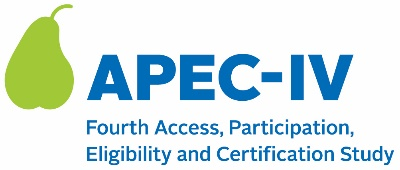 APEC-IV
Fourth Access, Participation,
Eligibility and Certification Study